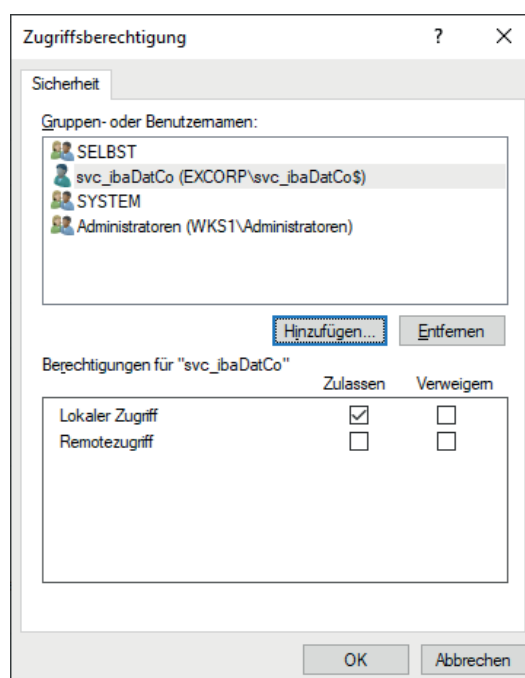 Zugriffsberechtigung ?
Sicherheit
Gruppen- oder Benutzernamen:
SELBST
svc_ibaDatCo (EXCORP\svc_ibaDatCo$)
SYSTEM
Administratoren (WKS1\Administratoren)
Hinzufügen... Entfernen
Berechtigungen für "svc_ibaDatCo"
Zulassen Verweigern
Lokaler Zugriff
Remotezugriff
OK Abbrechen